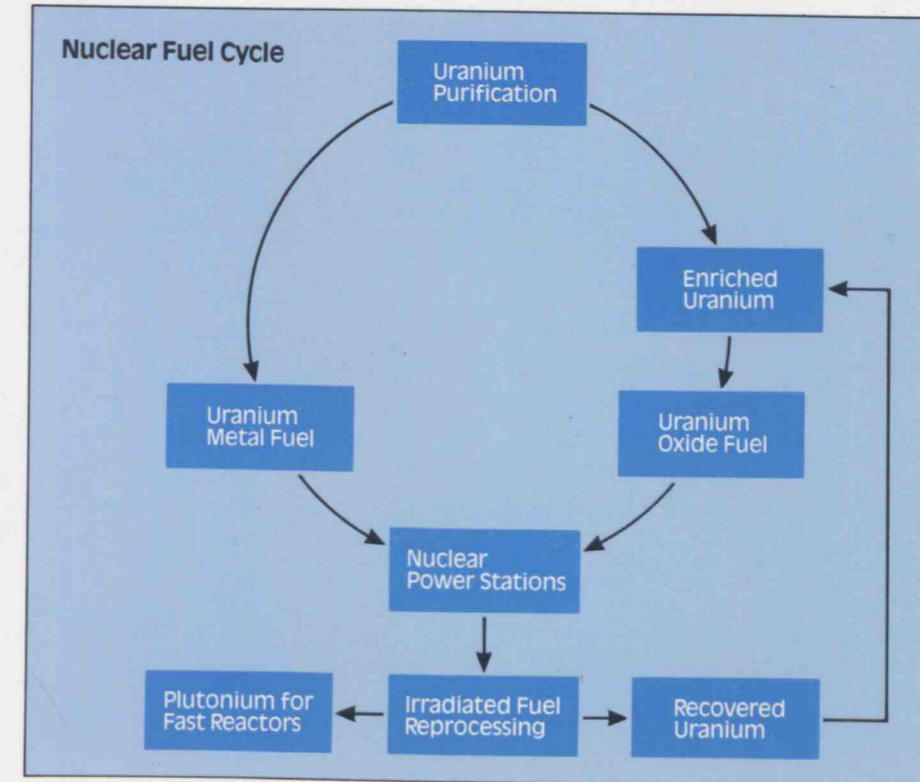 Nuclear Fuel Cycle
Uranium
Purification
Enriched
Uranium
Uranium
Metal Fuel
Uranium
Oxide Fuel
Nuclear
Power Stations
Plutonium for
Fast Reactors
Irradiated Fuel
Reprocessing
Recovered
Uranium